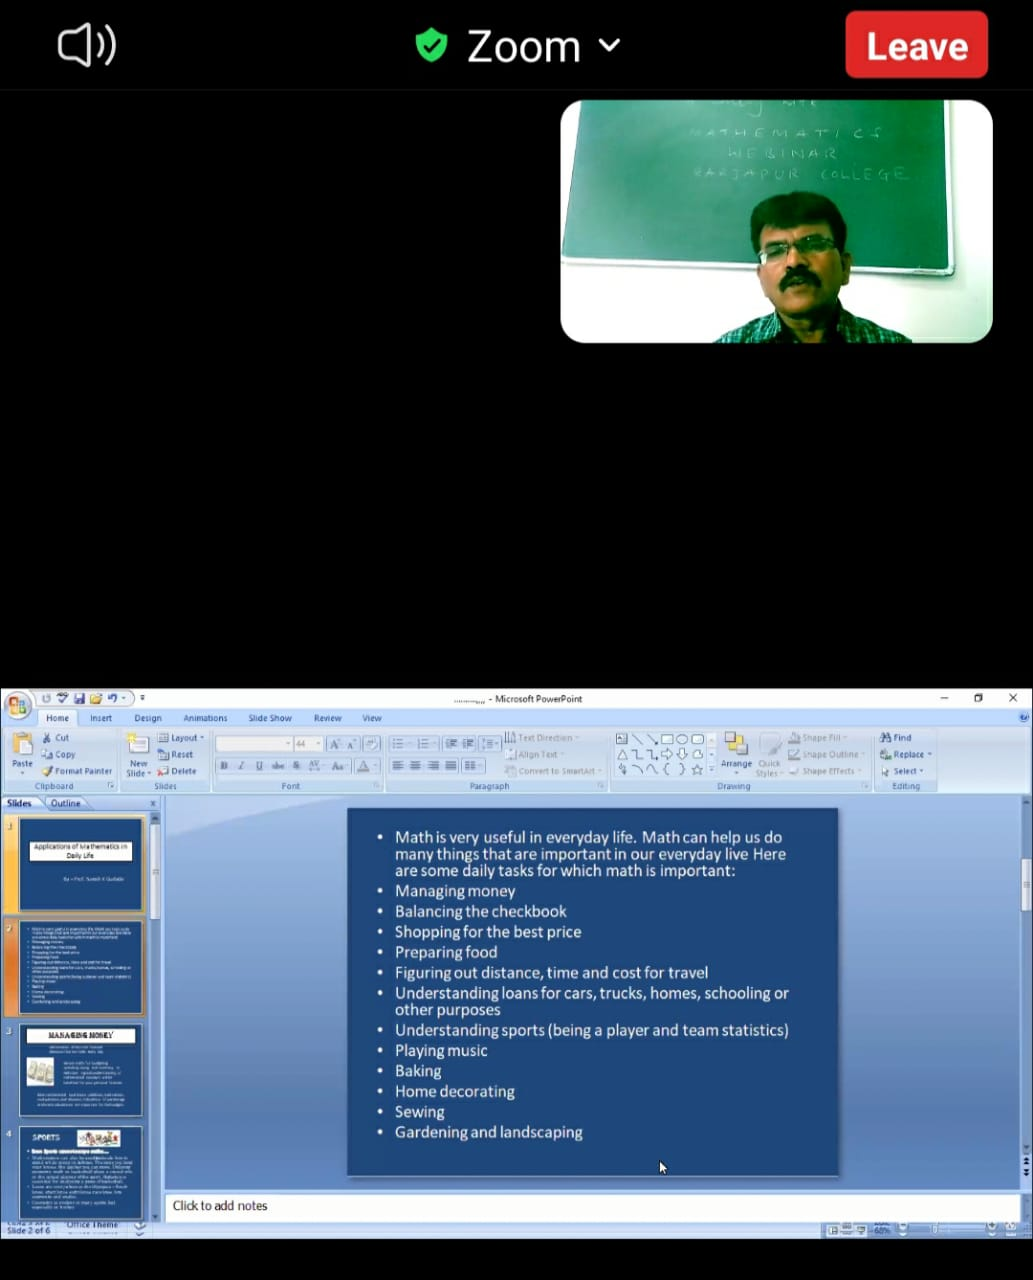 Zoom
Leave
MATHEMATICS
WEBINAR
COLLEGE
- Microsoft PowerPoint
Home Insert Design Animations Slide Show Review View
Paste
Cut
Copy
Format Painter
Clipboard
New
Slide
Layout
Reset
Delete
Slides
44
Font
Text Direction
Align Text
Convert to SmartArt
Paragraph
Arrange
Quick
Styles
Shape Fill
Shape Outline
Shape Effects
Drawing
Find
Replace
Select
Editing
Slides Outline
1
Applications of Mathematics in
Daily Life
2
3
MANAGING MONEY
4
SPORTS
• Math is very useful in everyday life. Math can help us do
many things that are important in our everyday live Here
are some daily tasks for which math is important:
• Managing money
• Balancing the checkbook
• Shopping for the best price
• Preparing food
• Figuring out distance, time and cost for travel
• Understanding loans for cars, trucks, homes, schooling or
other purposes
• Understanding sports (being a player and team statistics)
• Playing music
• Baking
• Home decorating
• Sewing
• Gardening and landscaping
Click to add notes
Slide 2 of 6 "Office Theme"
68%